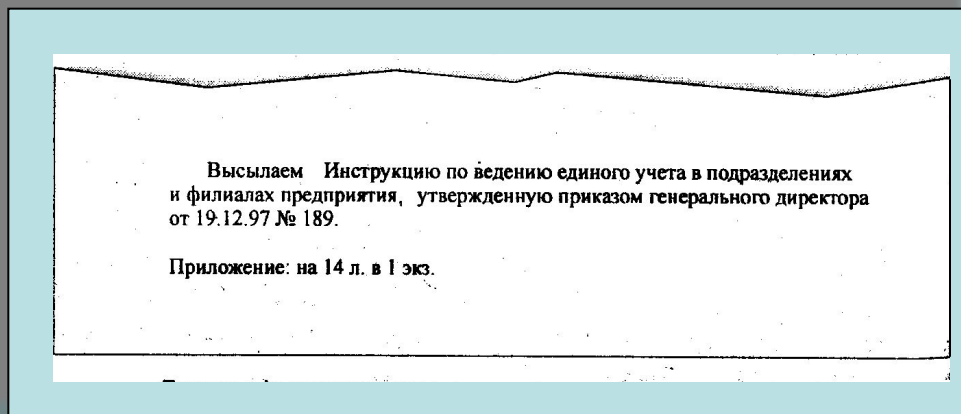 Высылаем Инструкцию по ведению единого учета в подразделениях
и филиалах предприятия, утвержденную приказом генерального директора
от 19.12.97 № 189.
Приложение: на 14 л. в 1 экз.